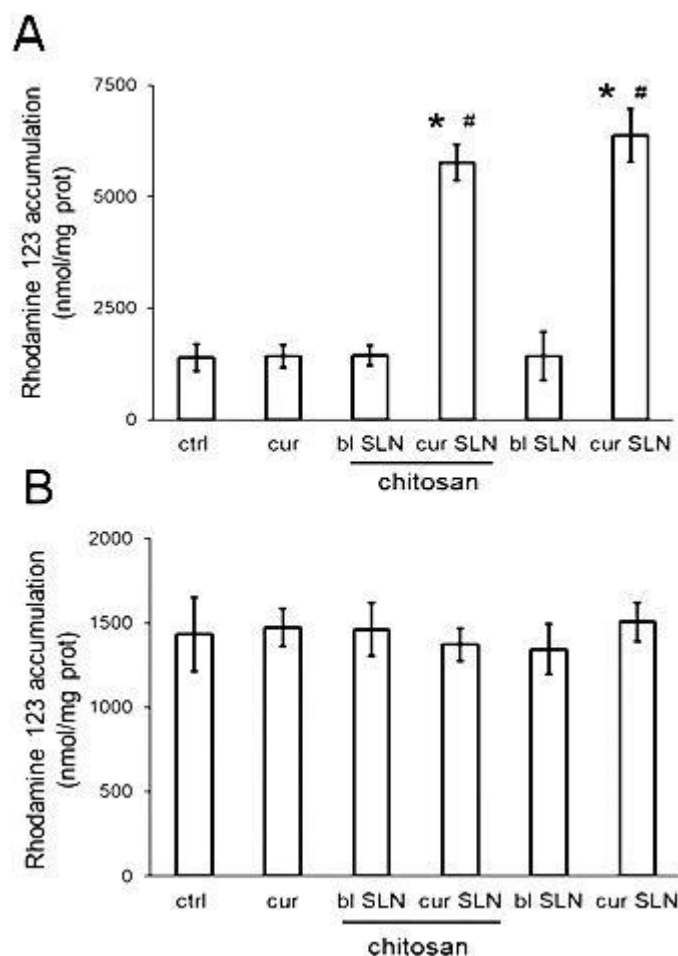 A
Rhodamine 123 accumulation
(nmol/mg prot)
7500
5000
2500
0
* #
* #
ctrl cur bl SLN cur SLN bl SLN cur SLN
chitosan
B
Rhodamine 123 accumulation
(nmol/mg prot)
2000
1500
1000
500
0
ctrl cur bl SLN cur SLN bl SLN cur SLN
chitosan